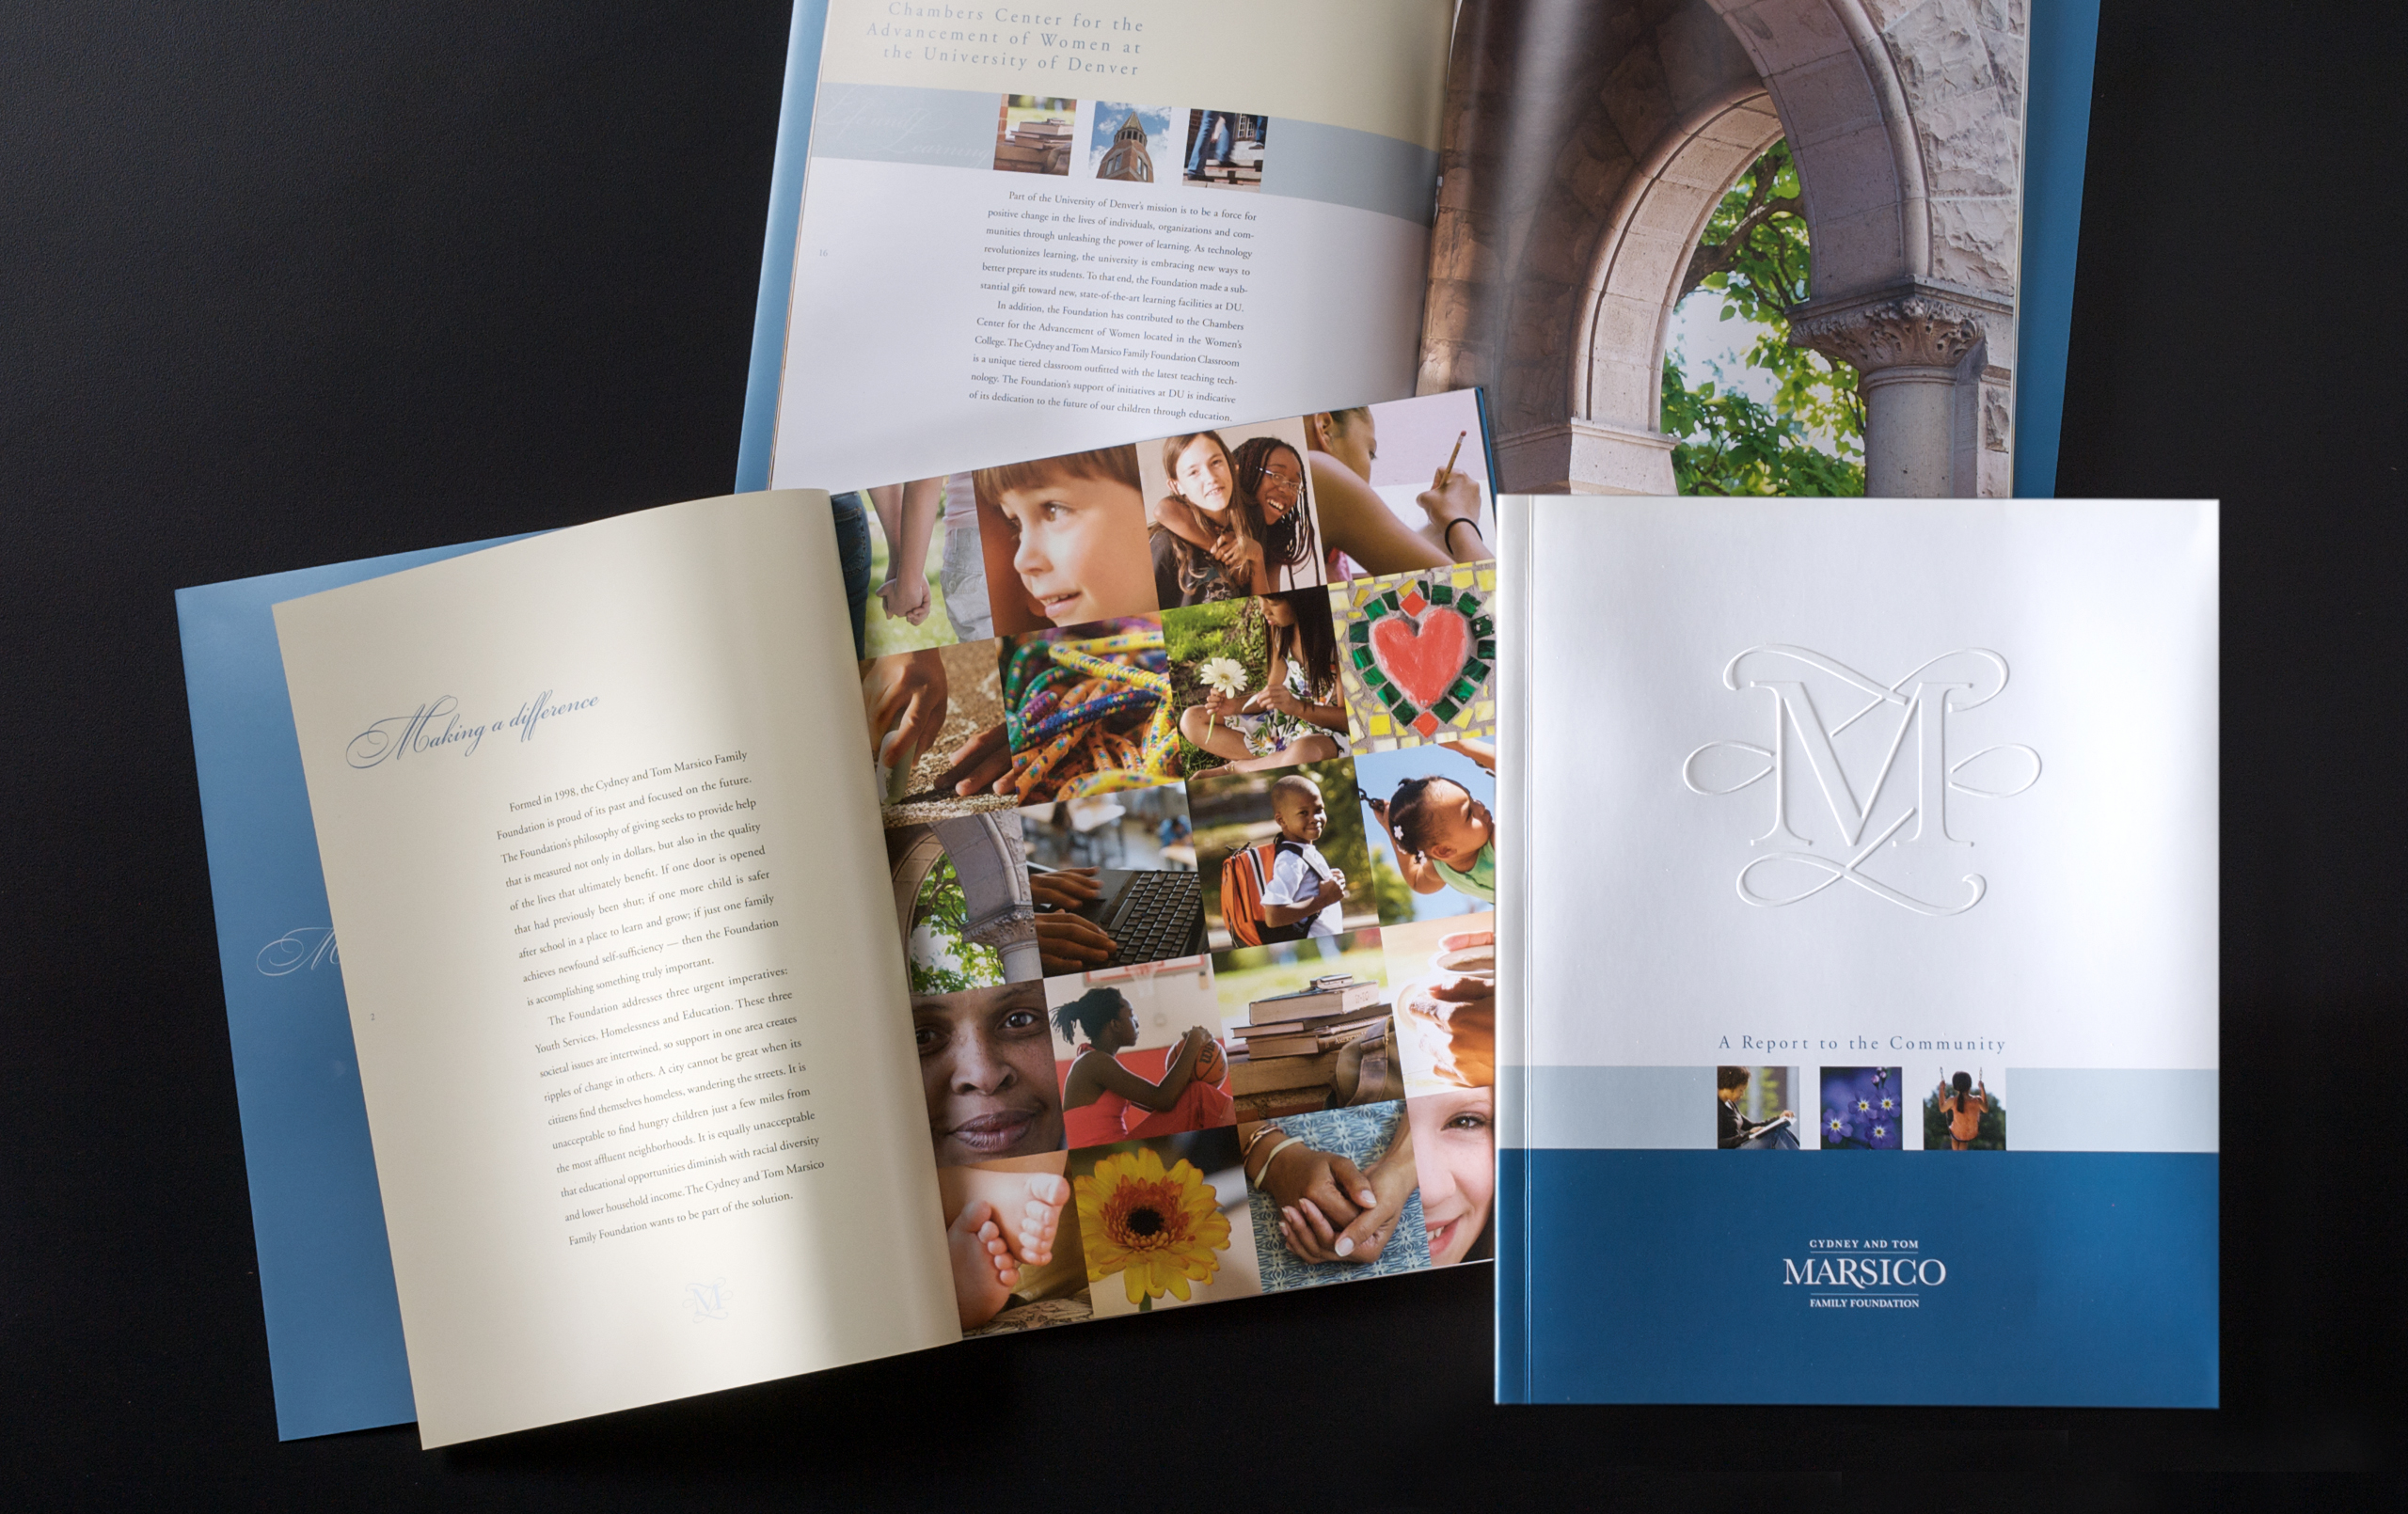 Chambers Center for the
Advancement of Women at
the University of Denver
Life and
Learning
Part of the University of Denver's mission is to be a force for
positive change in the lives of individuals, organizations and com-
munities through unleashing the power of learning. As technology
revolutionizes learning, the university is embracing new ways to
better prepare its students. To that end, the Foundation made a sub-
stantial gift toward new, state-of-the-art learning facilities at DU.
In addition, the Foundation has contributed to the Chambers
Center for the Advancement of Women located in the Women's
College. The Cydney and Tom Marsico Family Foundation Classroom
is a unique tiered classroom outfitted with the latest teaching tech-
nology. The Foundation's support of initiatives at DU is indicative
of its dedication to the future of our children through education.
16
Making a difference
Formed in 1998, the Cydney and Tom Marsico Family
Foundation is proud of its past and focused on the future.
The Foundation's philosophy of giving seeks to provide help
that is measured not only in dollars, but also in the quality
of the lives that ultimately benefit. If one door is opened
that had previously been shut; if one more child is safer
after school in a place to learn and grow; if just one family
achieves newfound self-sufficiency — then the Foundation
is accomplishing something truly important.
The Foundation addresses three urgent imperatives:
Youth Services, Homelessness and Education. These three
societal issues are intertwined, so support in one area creates
ripples of change in others. A city cannot be great when its
citizens find themselves homeless, wandering the streets. It is
unacceptable to find hungry children just a few miles from
the most affluent neighborhoods. It is equally unacceptable
that educational opportunities diminish with racial diversity
and lower household income. The Cydney and Tom Marsico
Family Foundation wants to be part of the solution.
2
M
M
M
A Report to the Community
CYDNEY AND TOM
MARSICO
FAMILY FOUNDATION